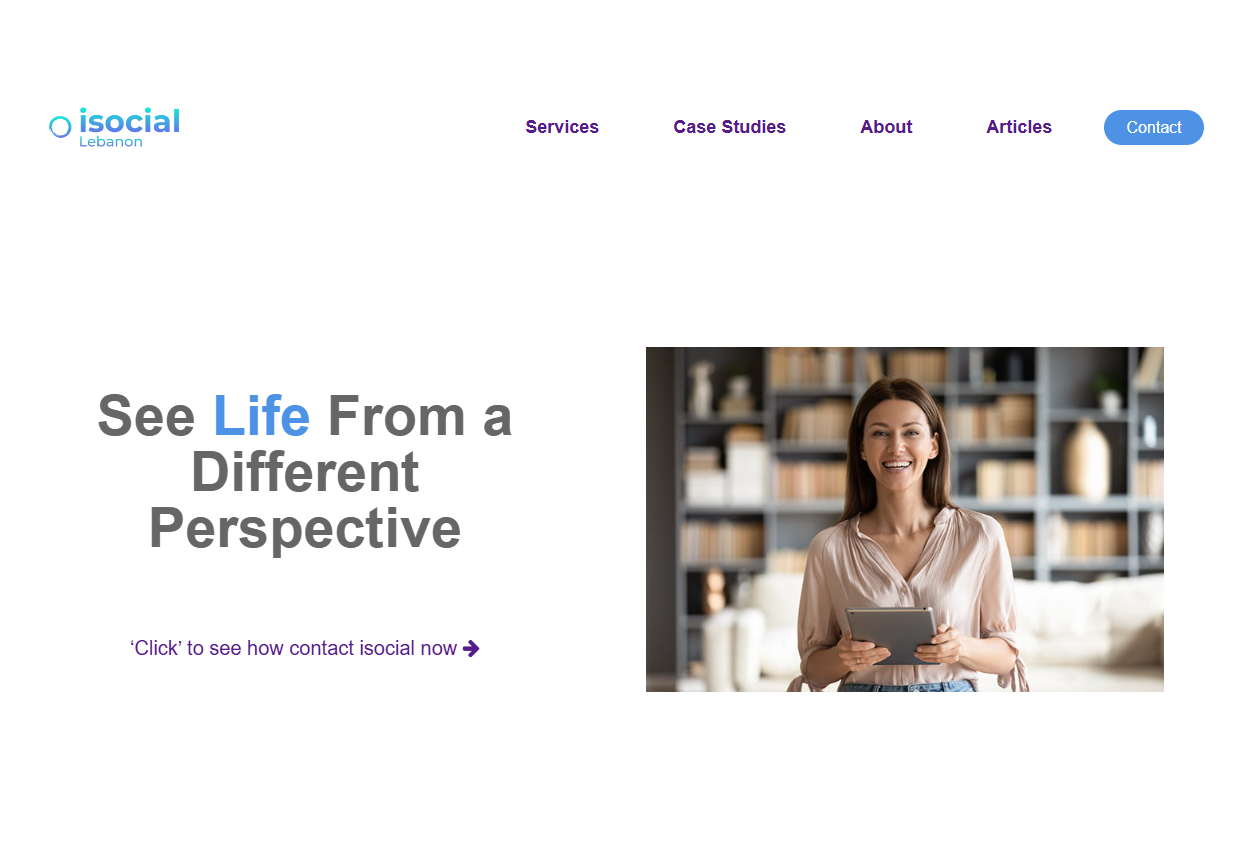 isocial
Lebanon
Services
Case Studies
About
Articles
Contact
See Life From a
Different
Perspective
‘Click’ to see how contact isocial now